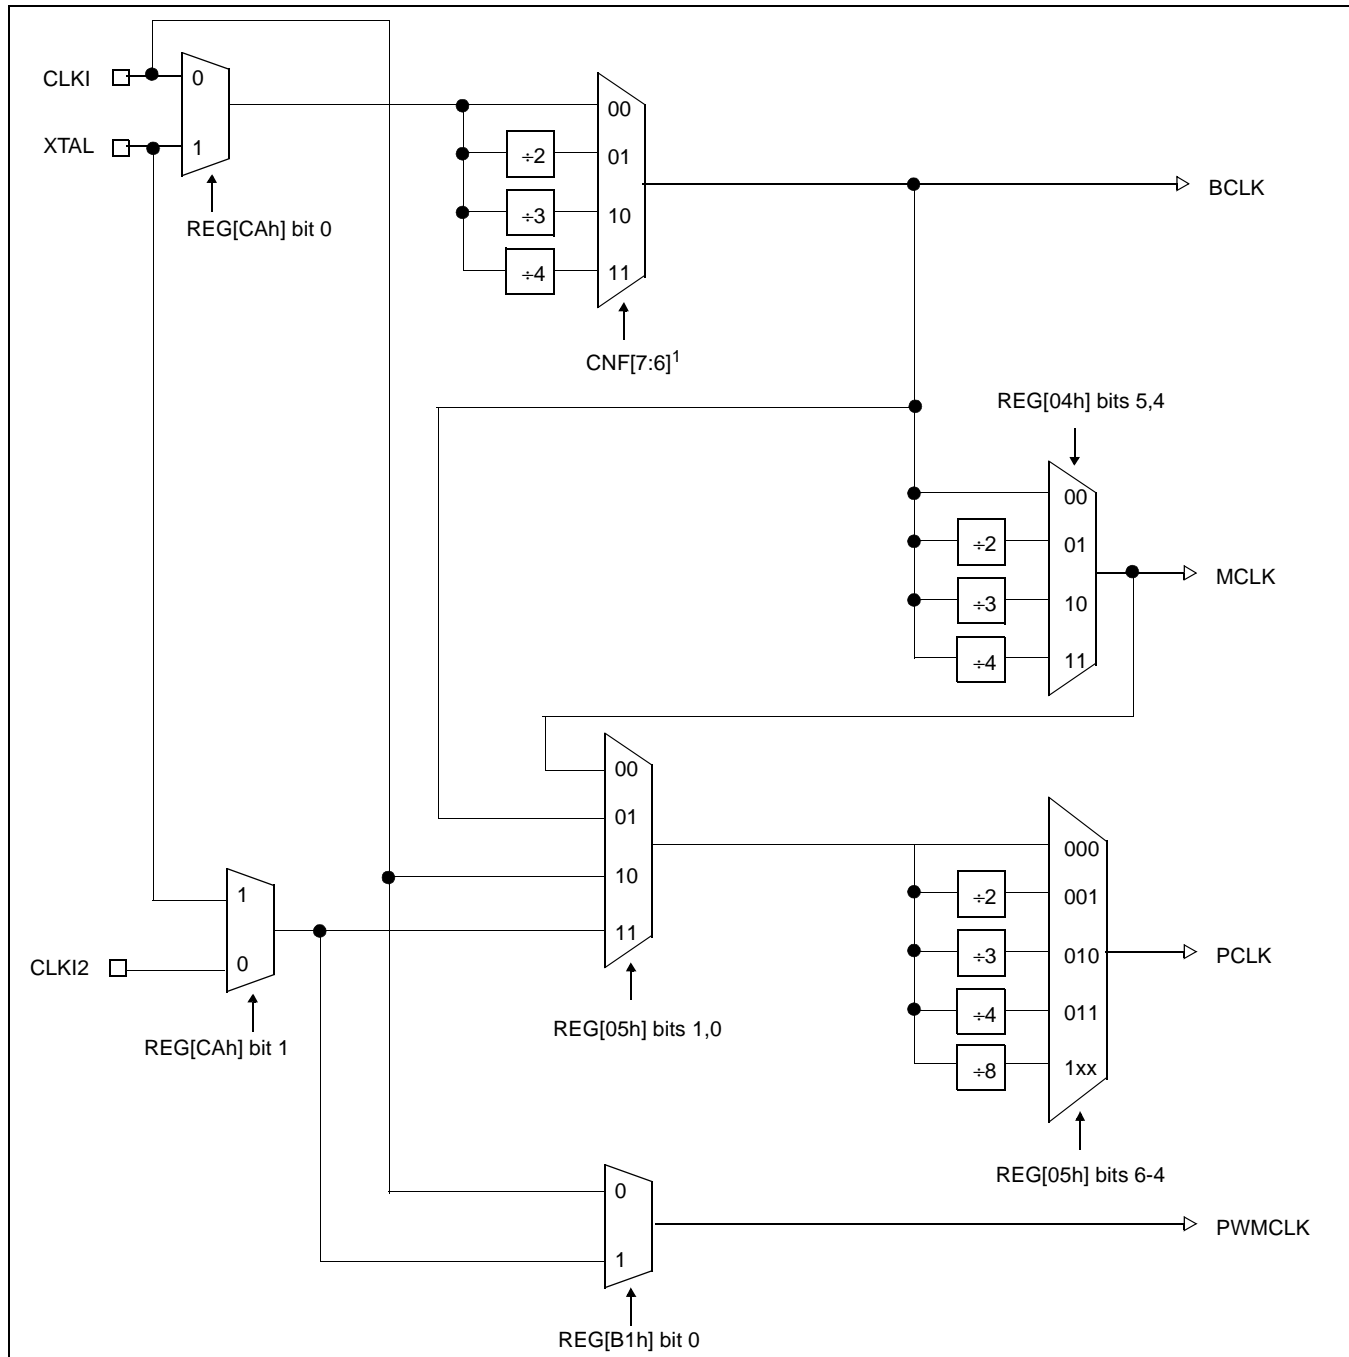 CLKI
0
XTAL
1
REG[CAh] bit 0
00
÷2
01
÷3
10
÷4
11
CNF[7:6]1
BCLK
REG[04h] bits 5,4
00
÷2
01
÷3
10
÷4
11
MCLK
00
01
10
11
REG[05h] bits 1,0
1
CLKI2
0
REG[CAh] bit 1
000
÷2
001
÷3
010
÷4
011
÷8
1xx
PCLK
REG[05h] bits 6-4
0
1
PWMCLK
REG[B1h] bit 0